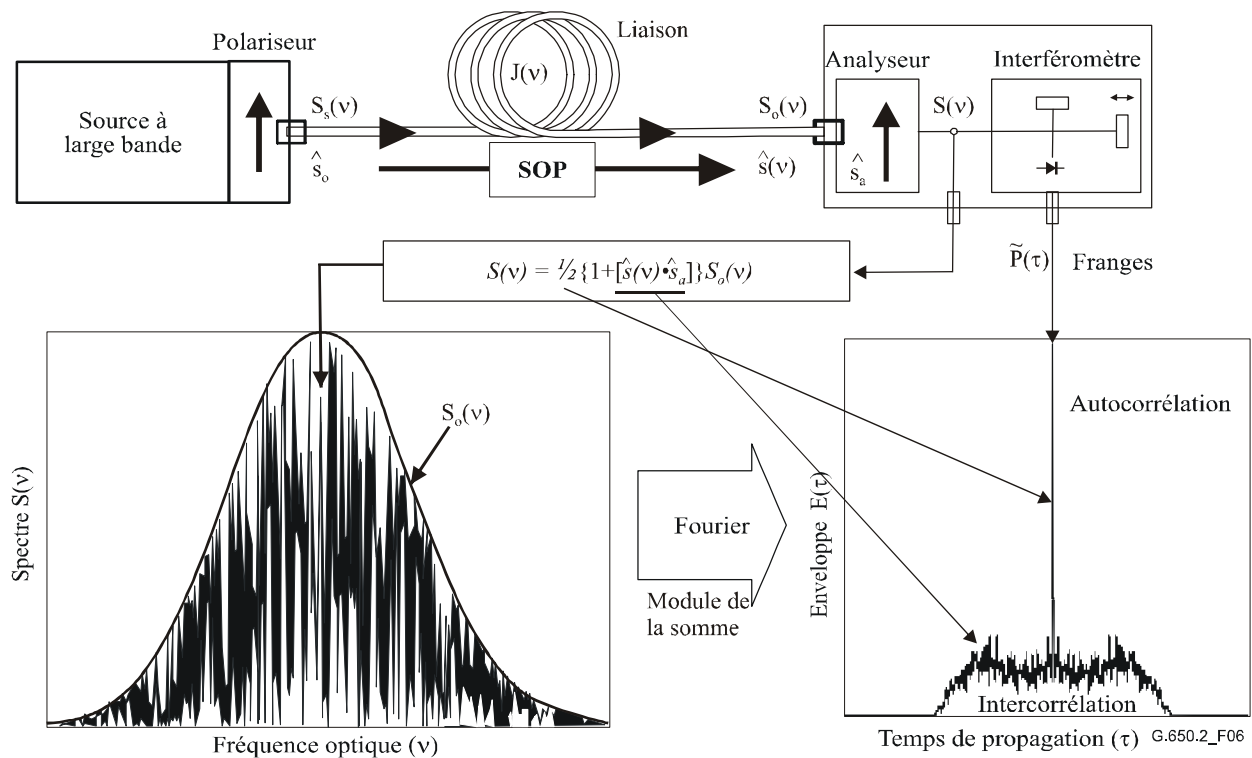 Polariseur
Liaison
Source à
large bande
Sₛ(ν)
ŝₒ
J(ν)
SOP
Sₒ(ν)
ŝ(ν)
Analyseur
ŝₐ
S(ν)
Interféromètre
P̃(τ)
Franges
S(ν) = ½{1+[ŝ(ν)•ŝₐ]}Sₒ(ν)
Spectre S(ν)
Sₒ(ν)
Fréquence optique (ν)
Fourier
Module de
la somme
Enveloppe E(τ)
Autocorrélation
Intercorrélation
Temps de propagation (τ)
G.650.2_F06